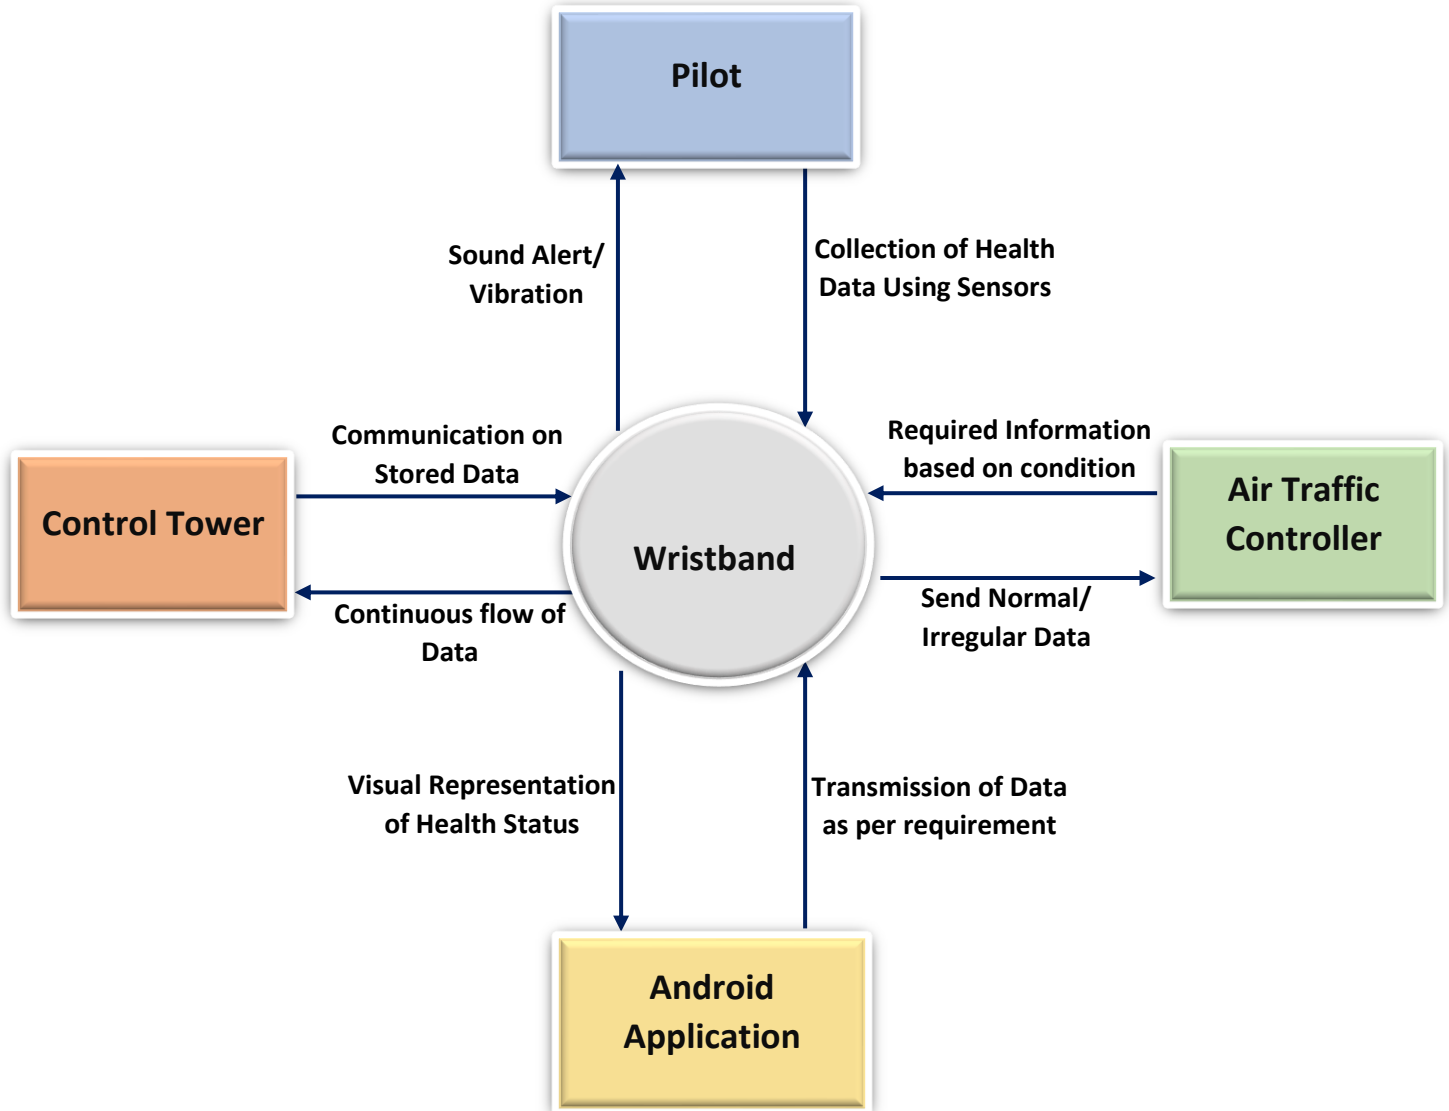 Pilot
Sound Alert/
Vibration
Collection of Health
Data Using Sensors
Communication on
Stored Data
Required Information
based on condition
Control Tower
Wristband
Air Traffic
Controller
Continuous flow of
Data
Send Normal/
Irregular Data
Visual Representation
of Health Status
Transmission of Data
as per requirement
Android
Application